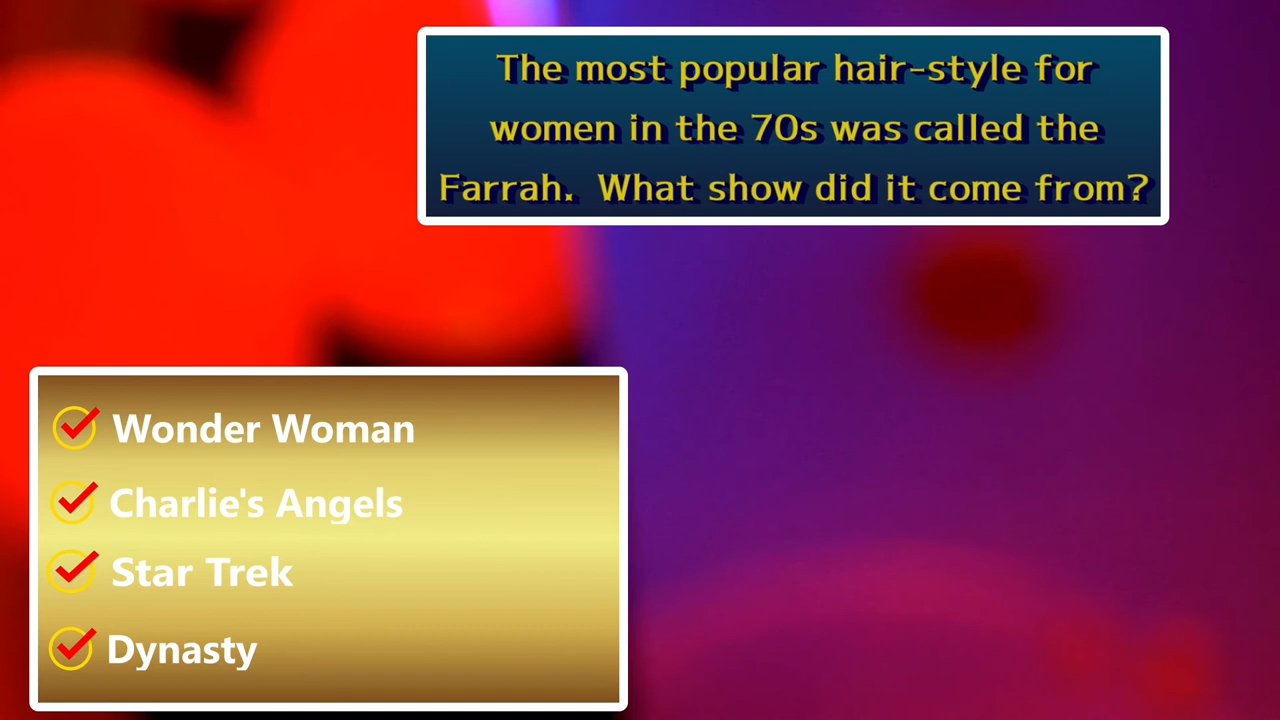 The most popular hair-style for
women in the 70s was called the
Farrah. What show did it come from?
Wonder Woman
Charlie's Angels
Star Trek
Dynasty